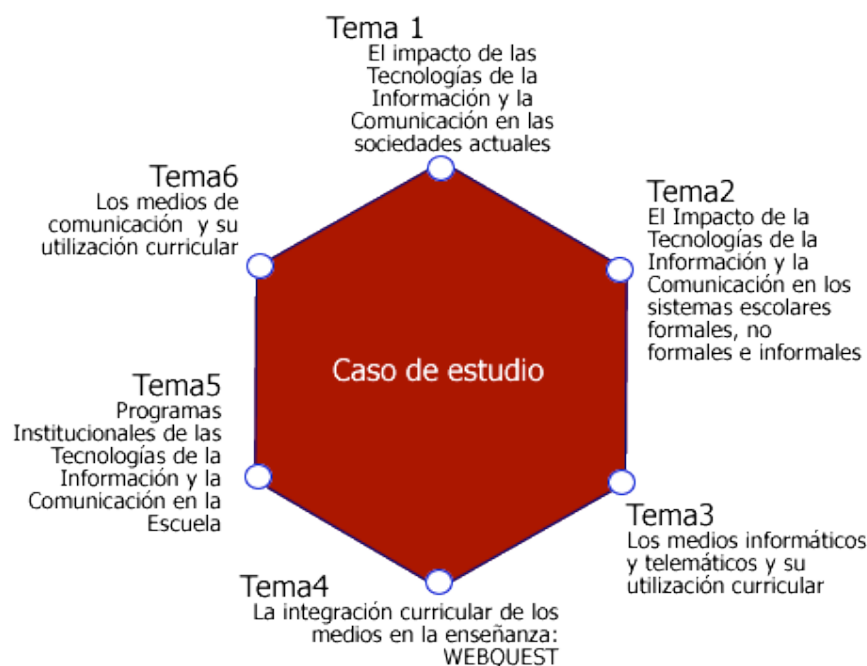 Tema 1
El impacto de las
Tecnologías de la
Información y la
Comunicación en las
sociedades actuales
Tema2
El Impacto de la
Tecnologías de la
Información y la
Comunicación en los
sistemas escolares
formales, no
formales e informales
Tema3
Los medios informáticos
y telemáticos y su
utilización curricular
Tema4
La integración curricular de los
medios en la enseñanza:
WEBQUEST
Tema5
Programas
Institucionales de las
Tecnologías de la
Información y la
Comunicación en la
Escuela
Tema6
Los medios de
comunicación y su
utilización curricular
Caso de estudio